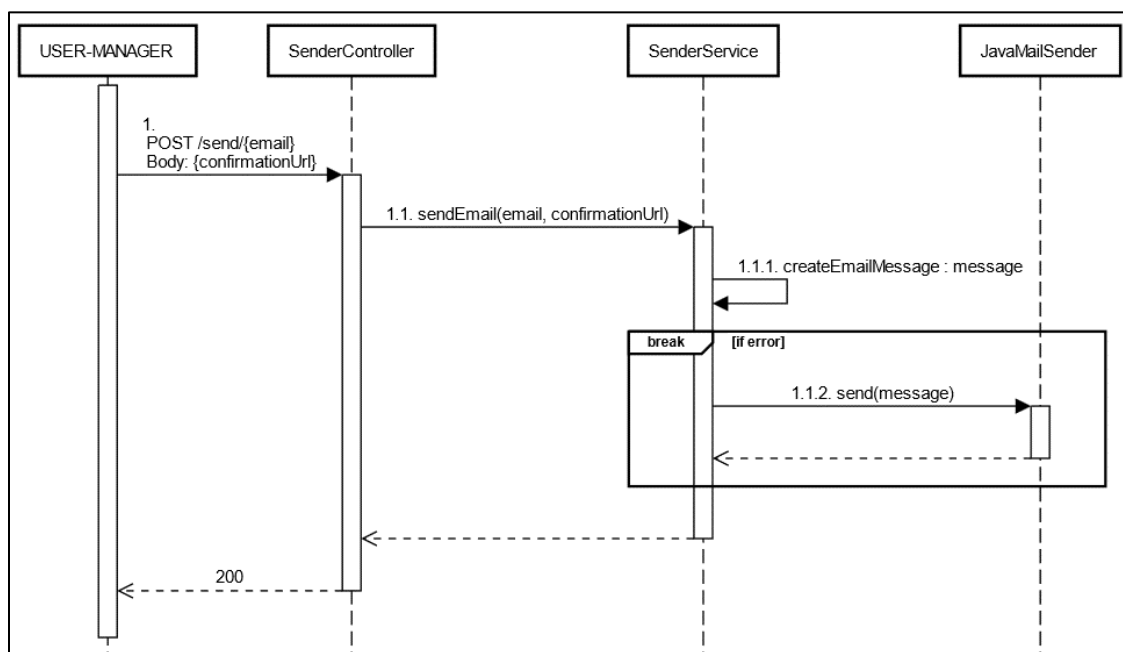 USER-MANAGER
SenderController
SenderService
JavaMailSender
1.
POST /send/{email}
Body: {confirmationUrl}
1.1. sendEmail(email, confirmationUrl)
1.1.1. createEmailMessage : message
break
[if error]
1.1.2. send(message)
200